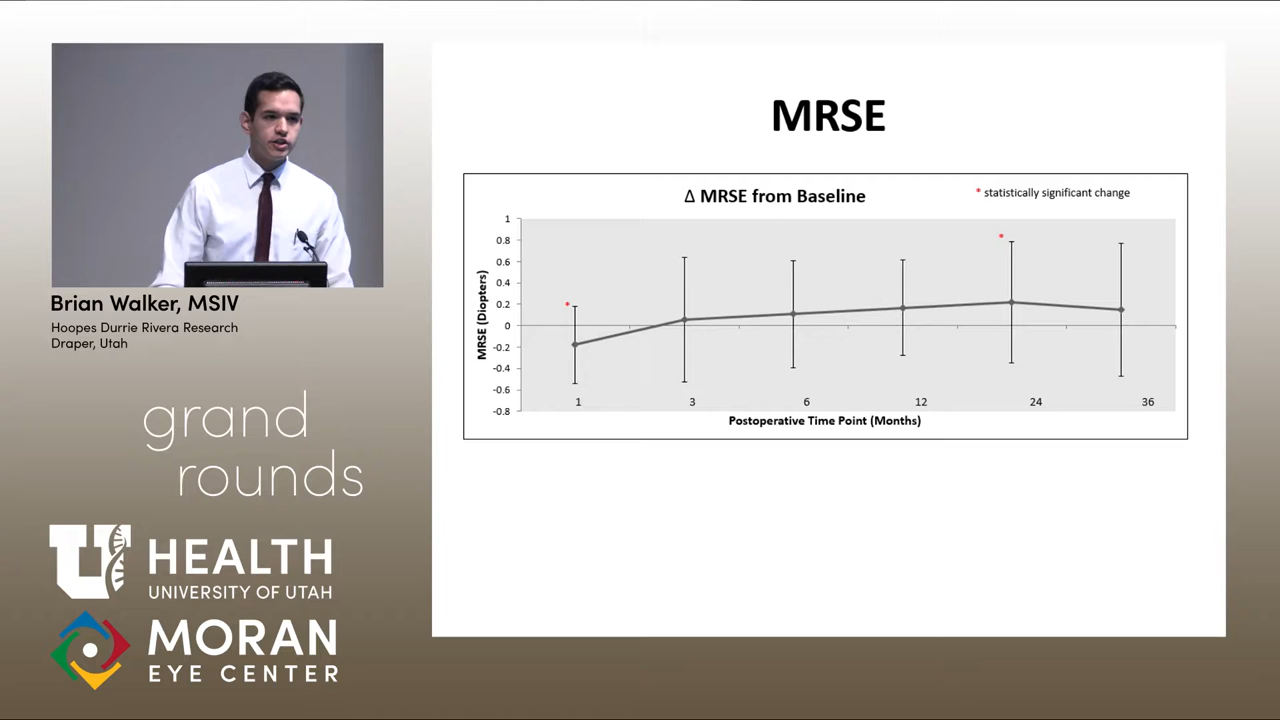 MRSE
Δ MRSE from Baseline
* statistically significant change
1
0.8
0.6
0.4
0.2
0
-0.2
-0.4
-0.6
-0.8
MRSE (Diopters)
*
*
1 3 6 12 24 36
Postoperative Time Point (Months)
Brian Walker, MSIV
Hoopes Durrie Rivera Research
Draper, Utah
grand
rounds
U HEALTH
UNIVERSITY OF UTAH
MORAN
EYE CENTER